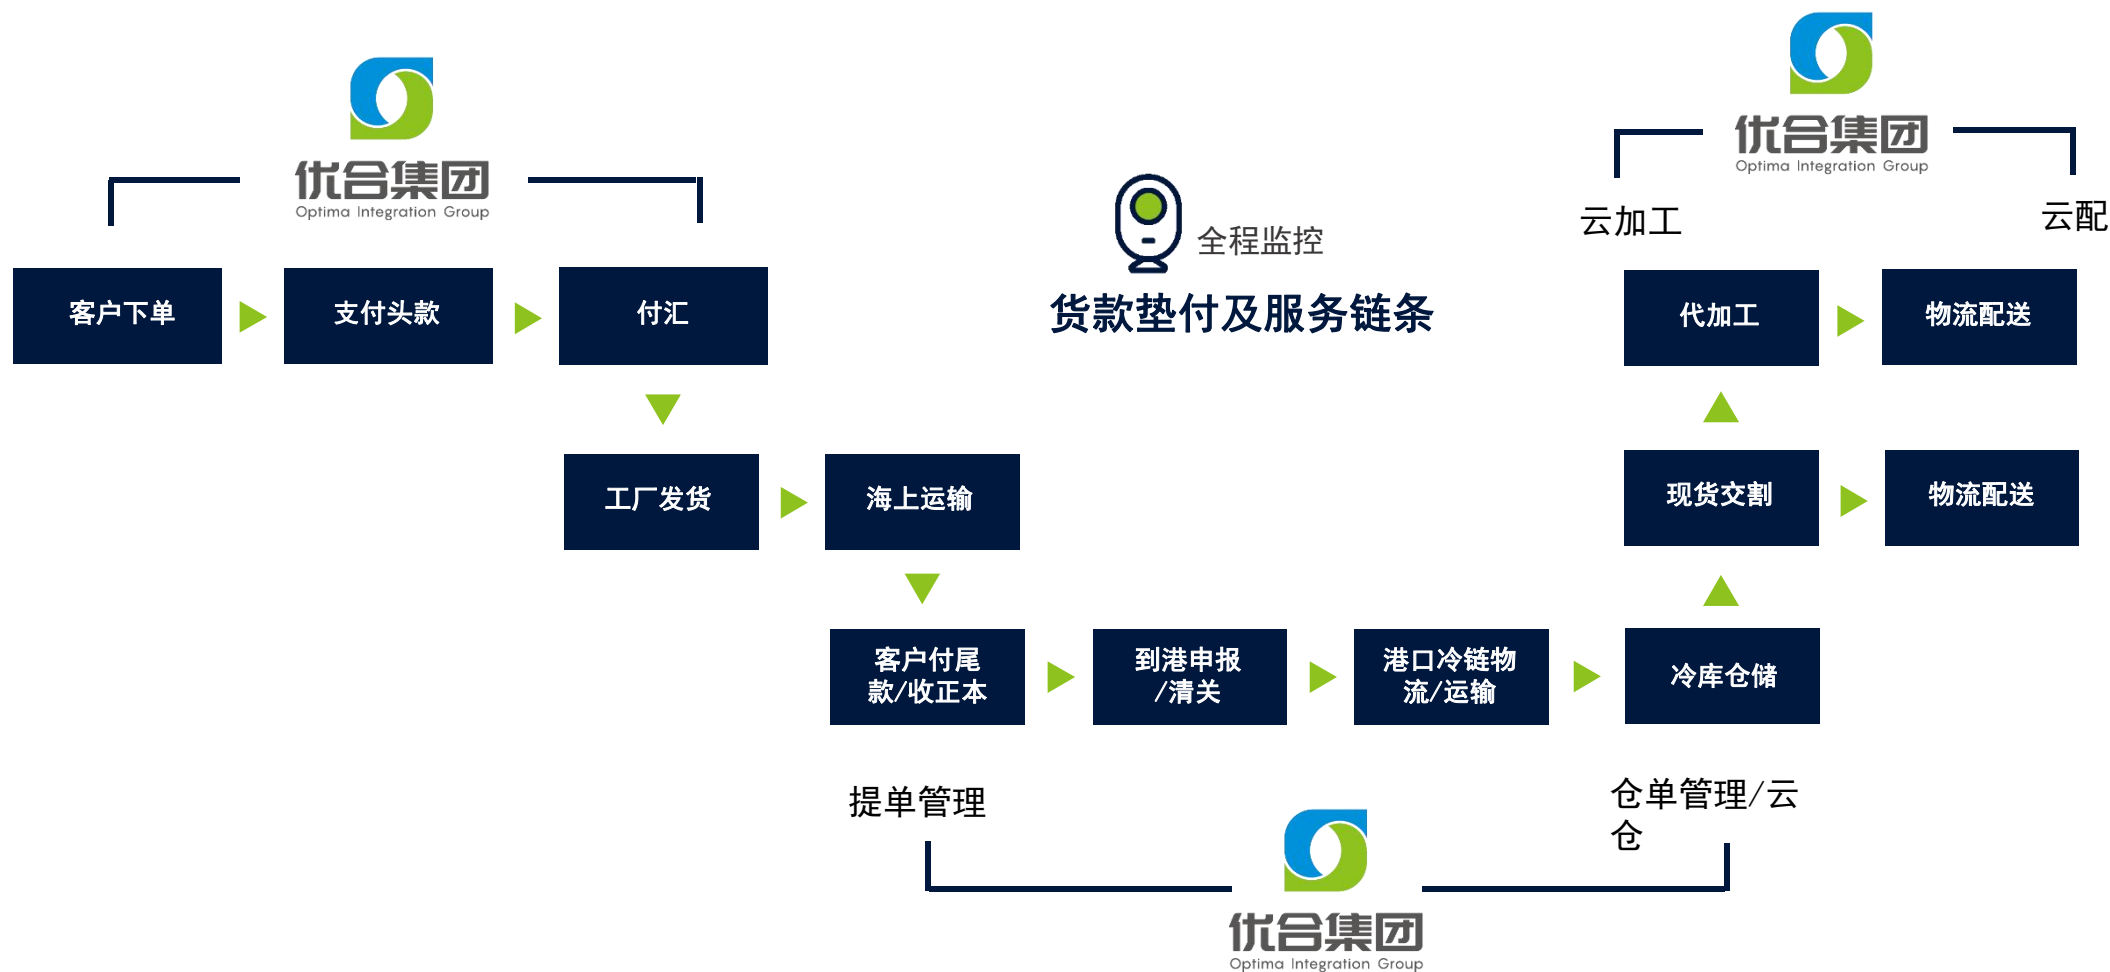 优合集团
Optima Integration Group
优合集团
Optima Integration Group
云加工
云配
全程监控
货款垫付及服务链条
客户下单
支付头款
付汇
代加工
物流配送
工厂发货
海上运输
现货交割
物流配送
客户付尾
款/收正本
到港申报
/清关
港口冷链物
流/运输
冷库仓储
提单管理
仓单管理/云
仓
优合集团
Optima Integration Group